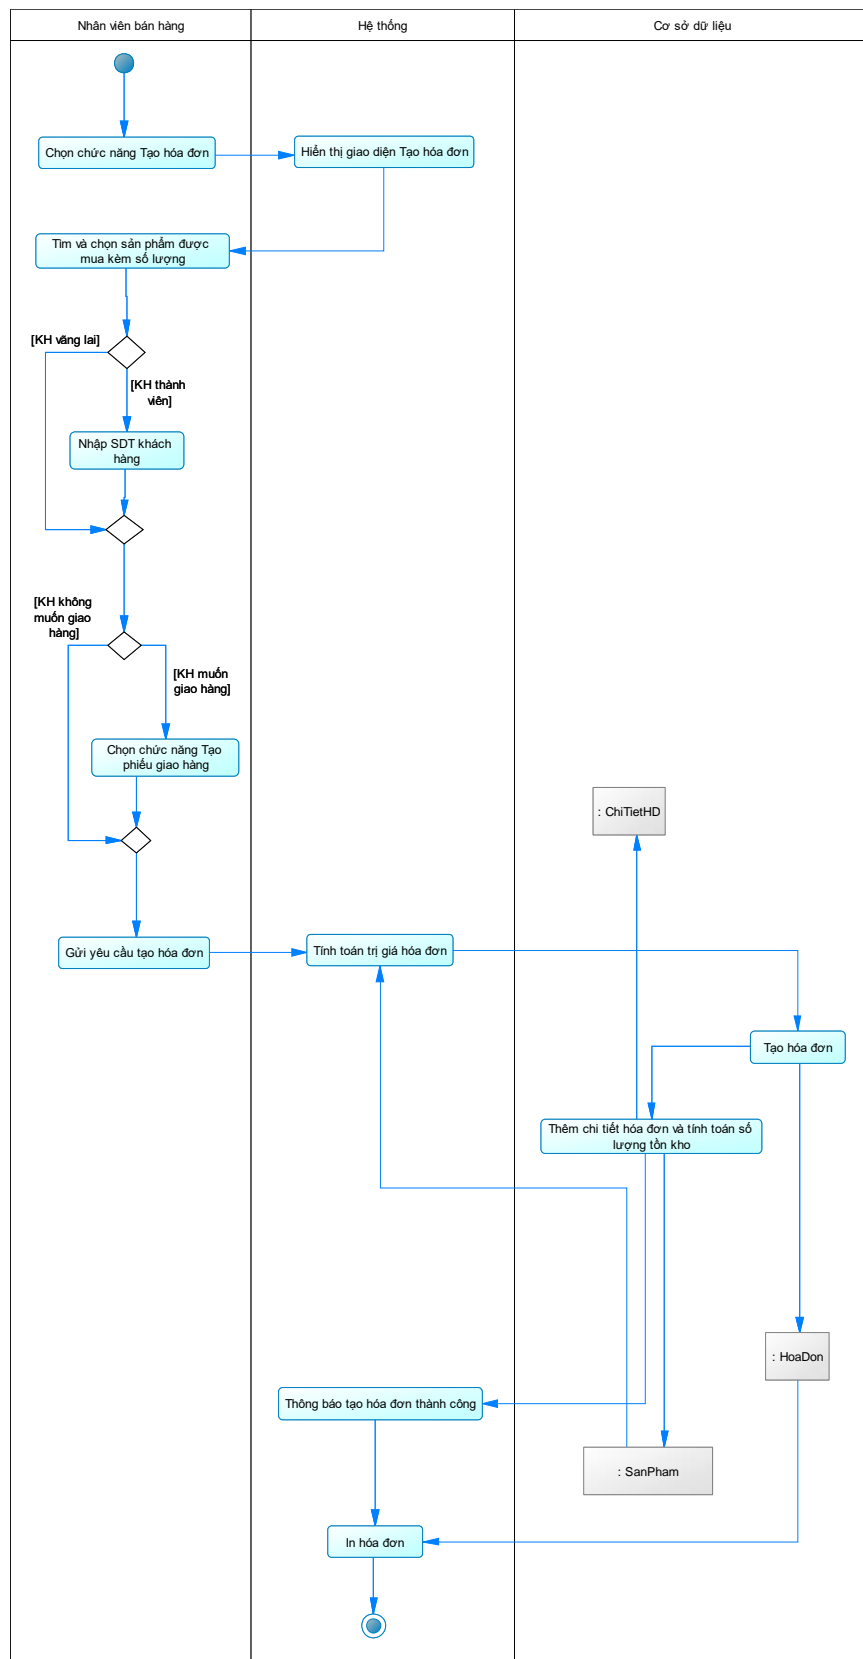 Nhân viên bán hàng
Hệ thống
Cơ sở dữ liệu
Chọn chức năng Tạo hóa đơn
Hiển thị giao diện Tạo hóa đơn
Tìm và chọn sản phẩm được
mua kèm số lượng
[KH vãng lai]
[KH thành
viên]
Nhập SDT khách
hàng
[KH không
muốn giao
hàng]
[KH muốn
giao hàng]
Chọn chức năng Tạo
phiếu giao hàng
: ChiTietHD
Gửi yêu cầu tạo hóa đơn
Tính toán trị giá hóa đơn
Tạo hóa đơn
Thêm chi tiết hóa đơn và tính toán số
lượng tồn kho
: HoaDon
Thông báo tạo hóa đơn thành công
: SanPham
In hóa đơn